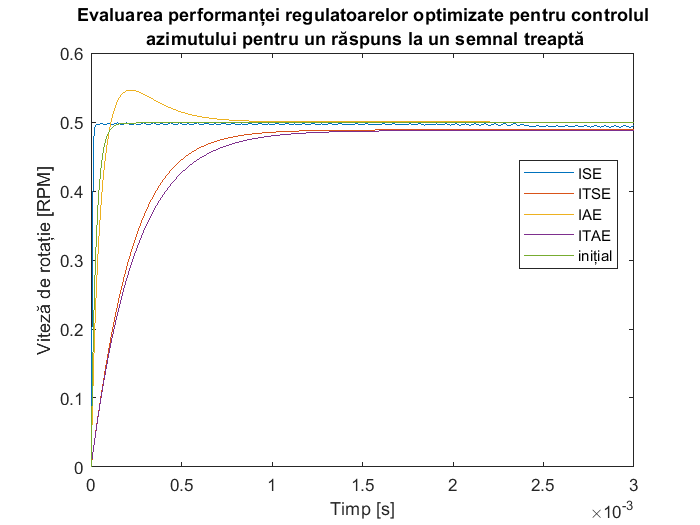 Evaluarea performanței regulatoarelor optimizate pentru controlul
azimutului pentru un răspuns la un semnal treaptă
0.6
0.5
0.4
0.3
0.2
0.1
0
Viteză de rotație [RPM]
ISE
ITSE
IAE
ITAE
inițial
0 0.5 1 1.5 2 2.5 3
Timp [s]
×10⁻³